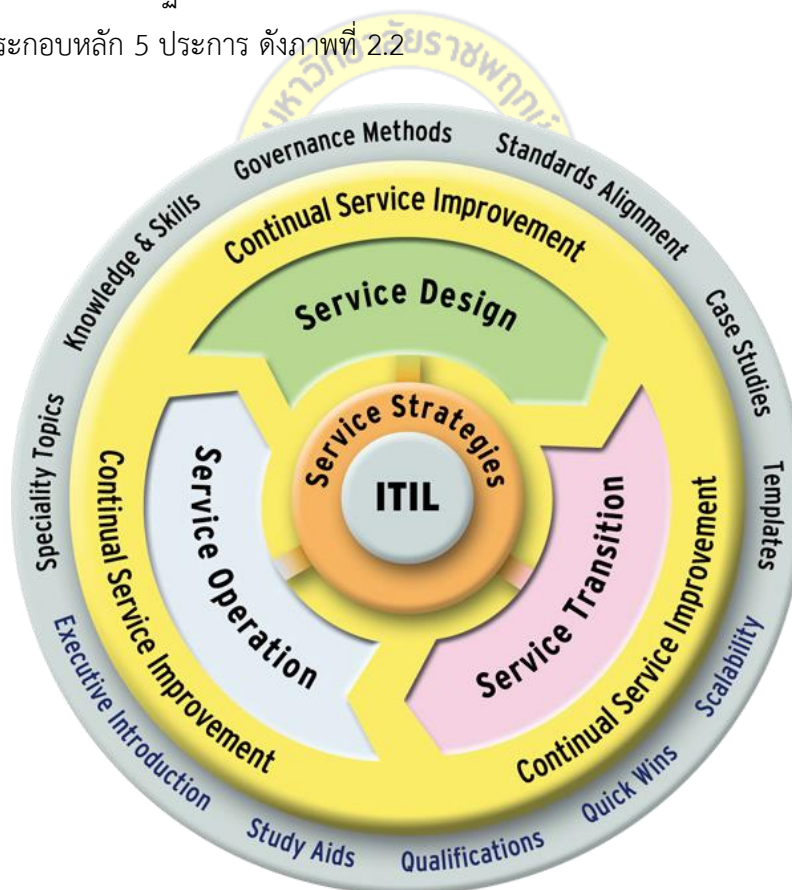 ระกอบหลัก 5 ประการ ดังภาพที่ 2.2
Governance Methods
Standards Alignment
Knowledge & Skills
Case Studies
Speciality Topics
Templates
Executive Introduction
Scalability
Study Aids
Quick Wins
Qualifications
Continual Service Improvement
Continual Service Improvement
Continual Service Improvement
Service Design
Service Operation
Service Transition
Service Strategies
ITIL